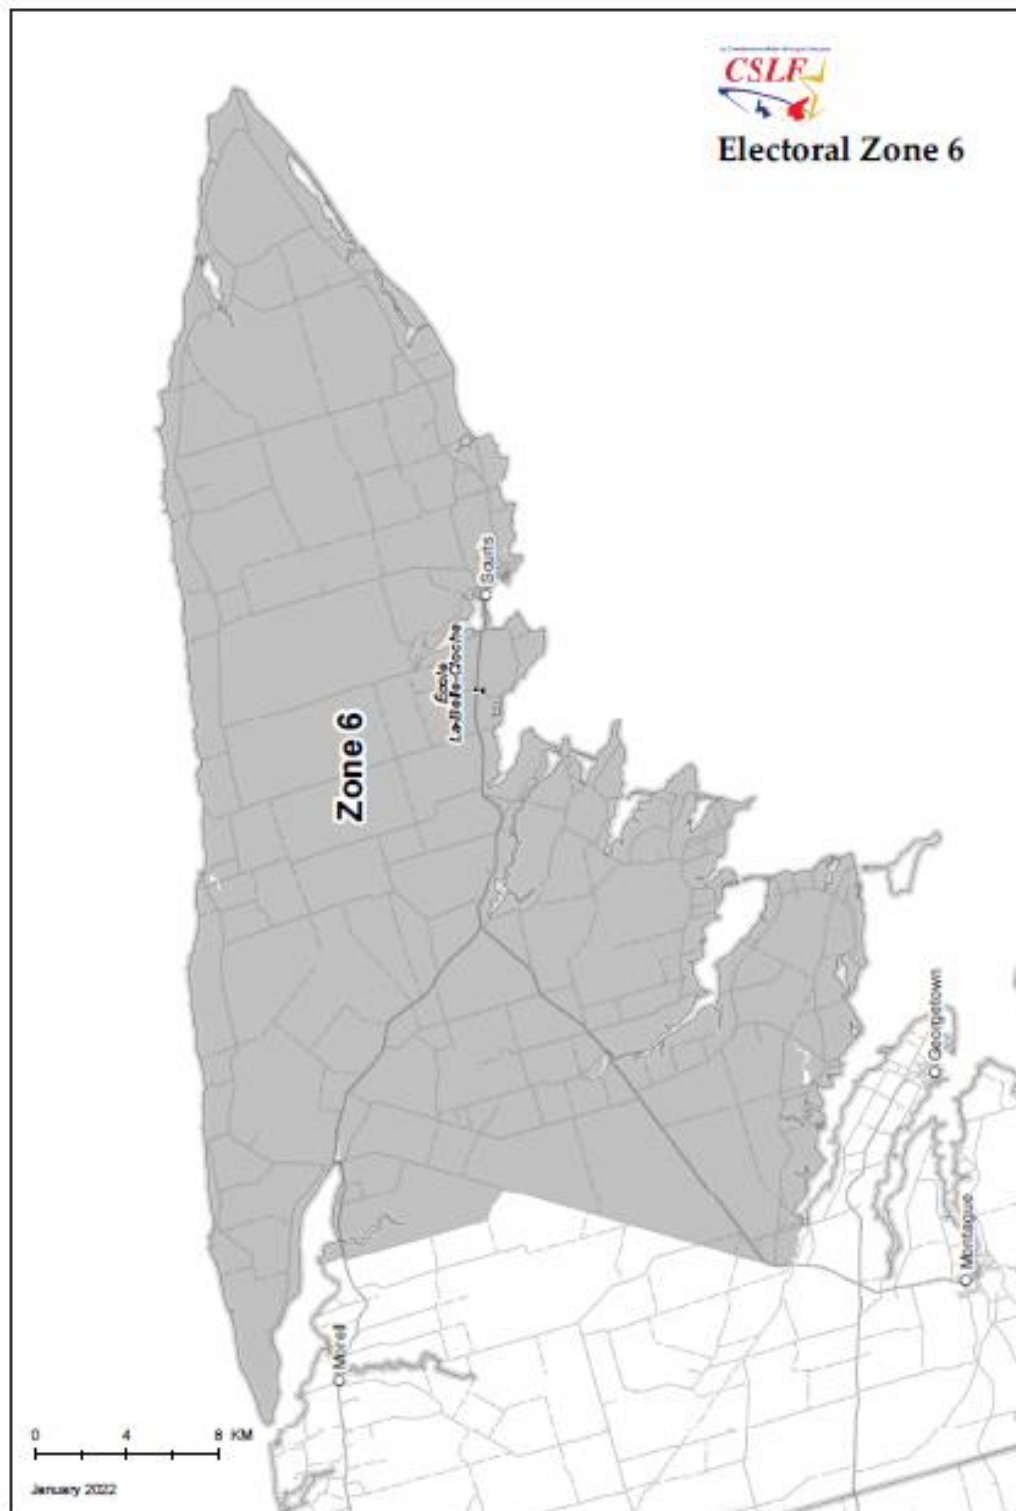 CSLF
Electoral Zone 6
Souris
École
La-Belle-Cloche
Zone 6
Georgetown
Montague
Morell
0 4 8 KM
January 2022